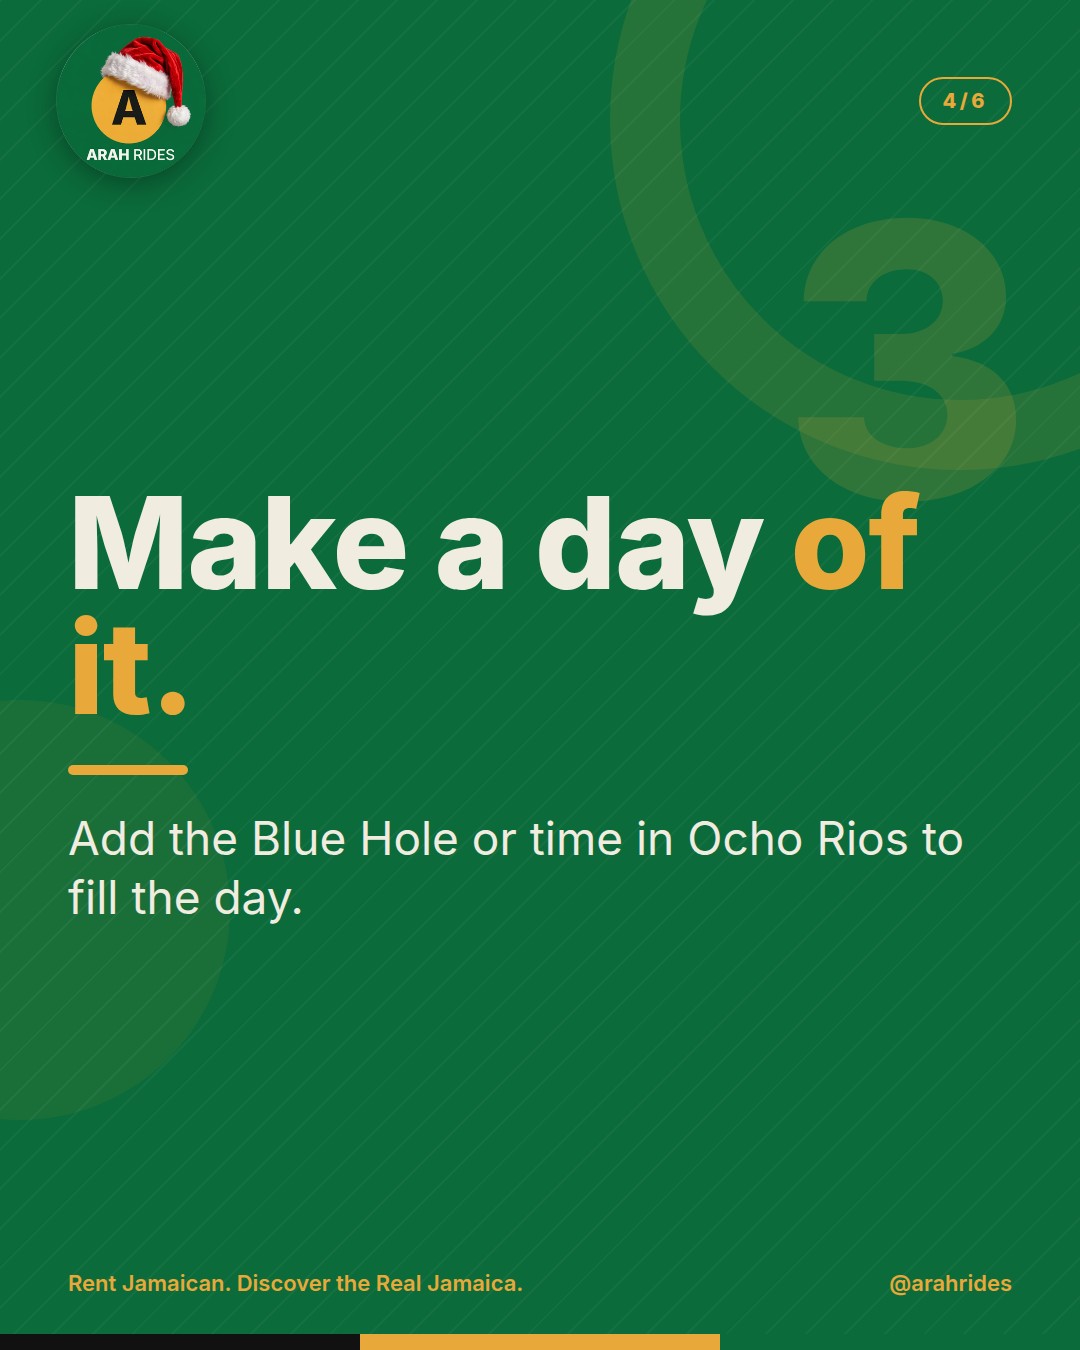 A
ARAH RIDES
4/6
3
Make a day of
it.
Add the Blue Hole or time in Ocho Rios to
fill the day.
Rent Jamaican. Discover the Real Jamaica.
@arahrides